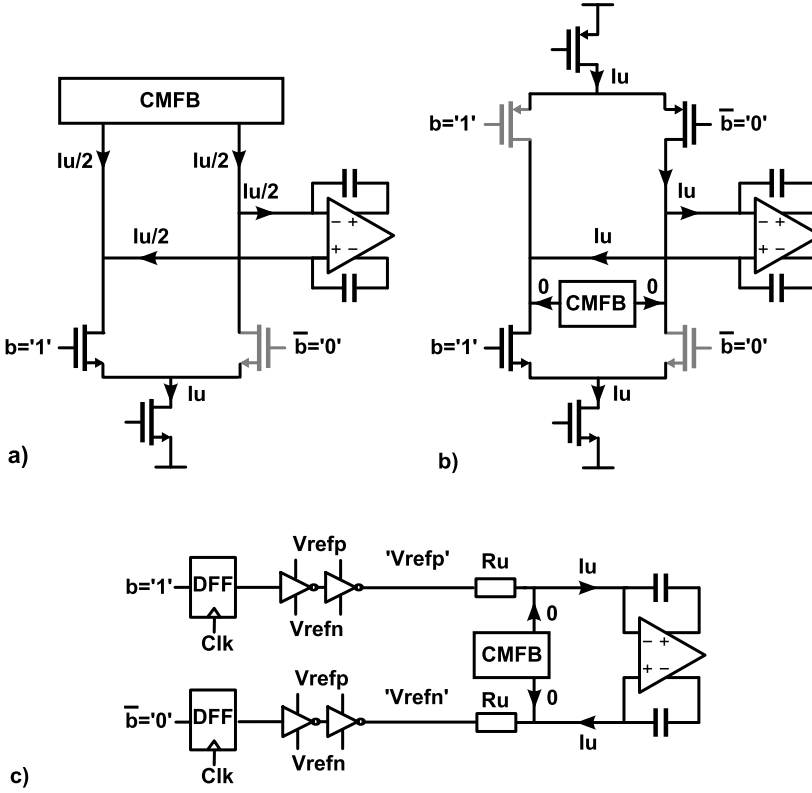 CMFB
Iu/2 Iu/2
Iu/2
Iu/2
− +
+ −
b='1' b̅='0'
Iu
a)
Iu
b='1' b̅='0'
Iu
Iu
− +
+ −
0 CMFB 0
b='1' b̅='0'
Iu
b)
Vrefp
'Vrefp' Ru Iu
b='1' DFF
Vrefn
Clk
0
CMFB
− +
+ −
Vrefp
'Vrefn' Ru 0
b̅='0' DFF
Iu
Vrefn
Clk
c)